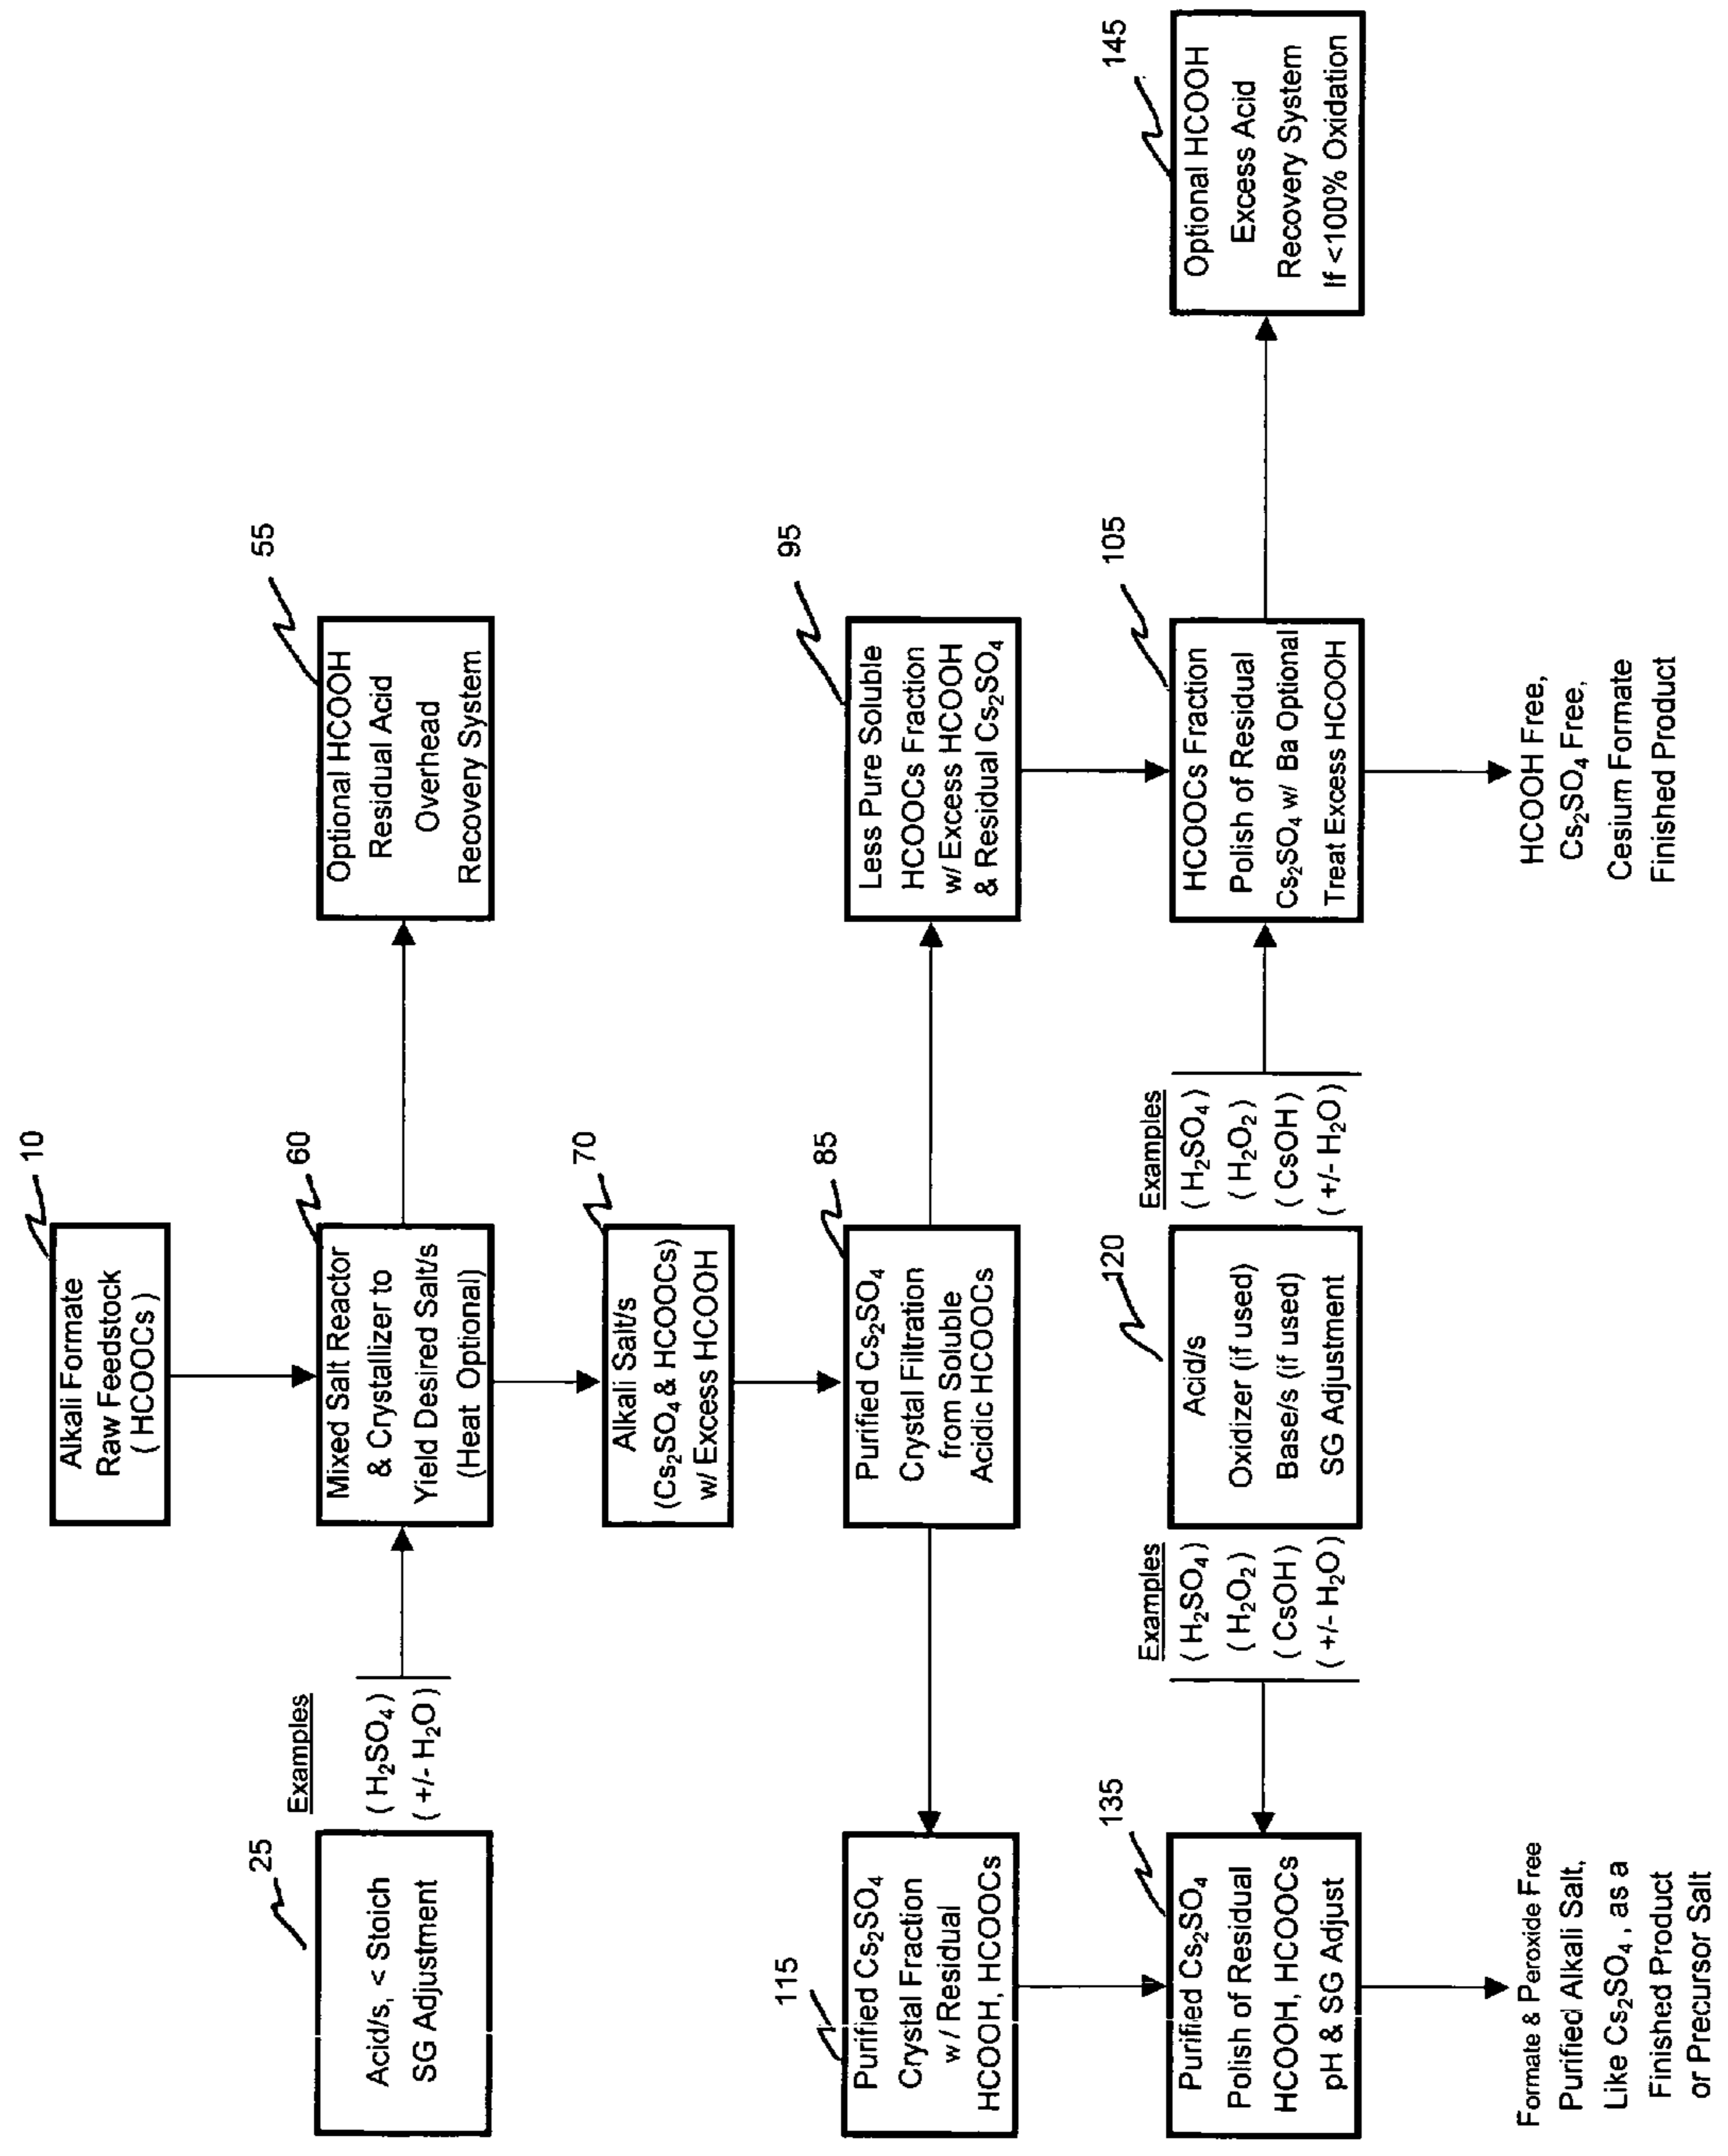 10
Alkali Formate
Raw Feedstock
( HCOOCs )
25
Acid/s, < Stoich
SG Adjustment
Examples
( H₂SO₄ )
( +/- H₂O )
60
Mixed Salt Reactor
& Crystallizer to
Yield Desired Salt/s
(Heat Optional)
55
Optional HCOOH
Residual Acid
Overhead
Recovery System
70
Alkali Salt/s
(Cs₂SO₄ & HCOOCs)
w/ Excess HCOOH
115
Purified Cs₂SO₄
Crystal Fraction
w / Residual
HCOOH, HCOOCs
85
Purified Cs₂SO₄
Crystal Filtration
from Soluble
Acidic HCOOCs
95
Less Pure Soluble
HCOOCs Fraction
w/ Excess HCOOH
& Residual Cs₂SO₄
135
Purified Cs₂SO₄
Polish of Residual
HCOOH, HCOOCs
pH & SG Adjust
Examples
( H₂SO₄ )
( H₂O₂ )
( CsOH )
( +/- H₂O )
120
Acid/s
Oxidizer (if used)
Base/s (if used)
SG Adjustment
Examples
( H₂SO₄ )
( H₂O₂ )
( CsOH )
( +/- H₂O )
105
HCOOCs Fraction
Polish of Residual
Cs₂SO₄ w/ Ba Optional
Treat Excess HCOOH
145
Optional HCOOH
Excess Acid
Recovery System
If <100% Oxidation
Formate & Peroxide Free
Purified Alkali Salt,
Like Cs₂SO₄ , as a
Finished Product
or Precursor Salt
HCOOH Free,
Cs₂SO₄ Free,
Cesium Formate
Finished Product